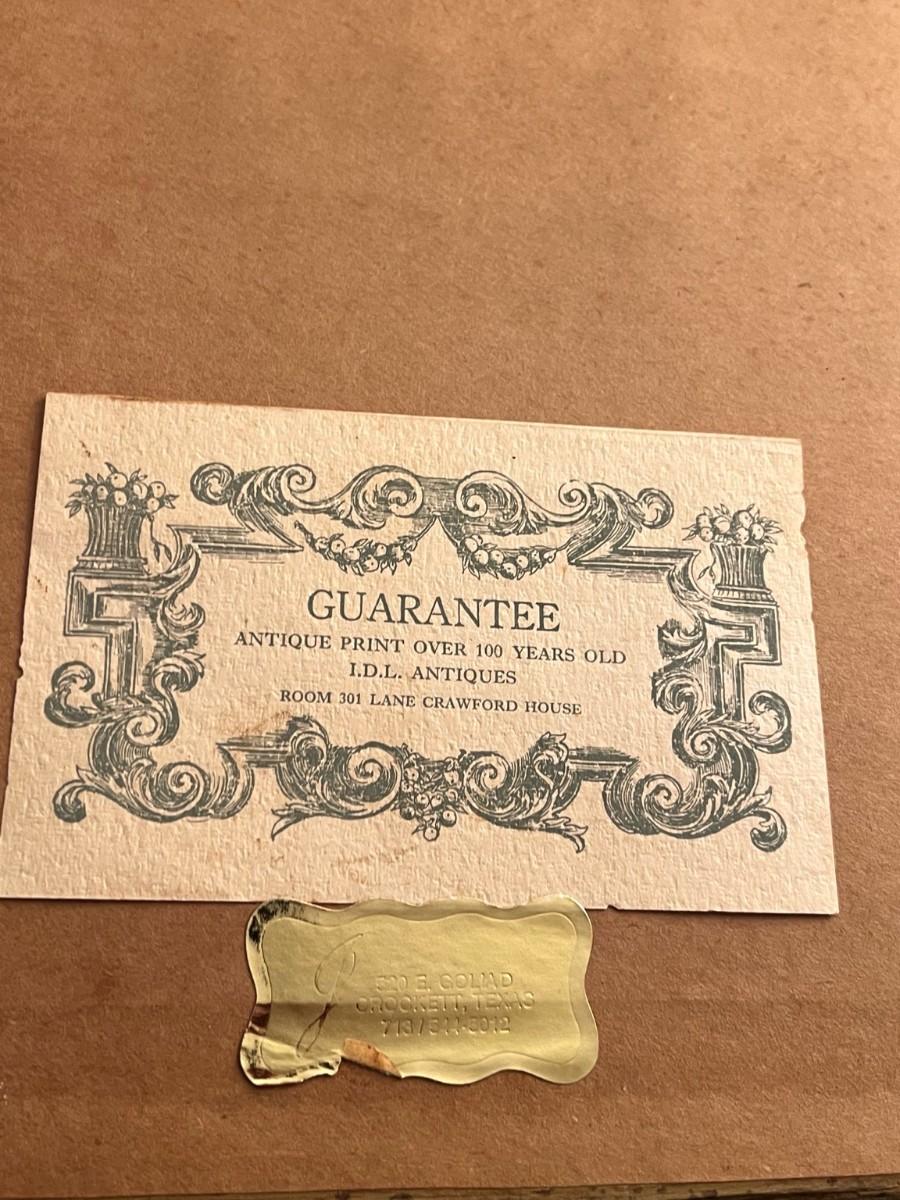 GUARANTEE
ANTIQUE PRINT OVER 100 YEARS OLD
I.D.L. ANTIQUES
ROOM 301 LANE CRAWFORD HOUSE
E. GOLIAD
CROCKETT, TEXAS